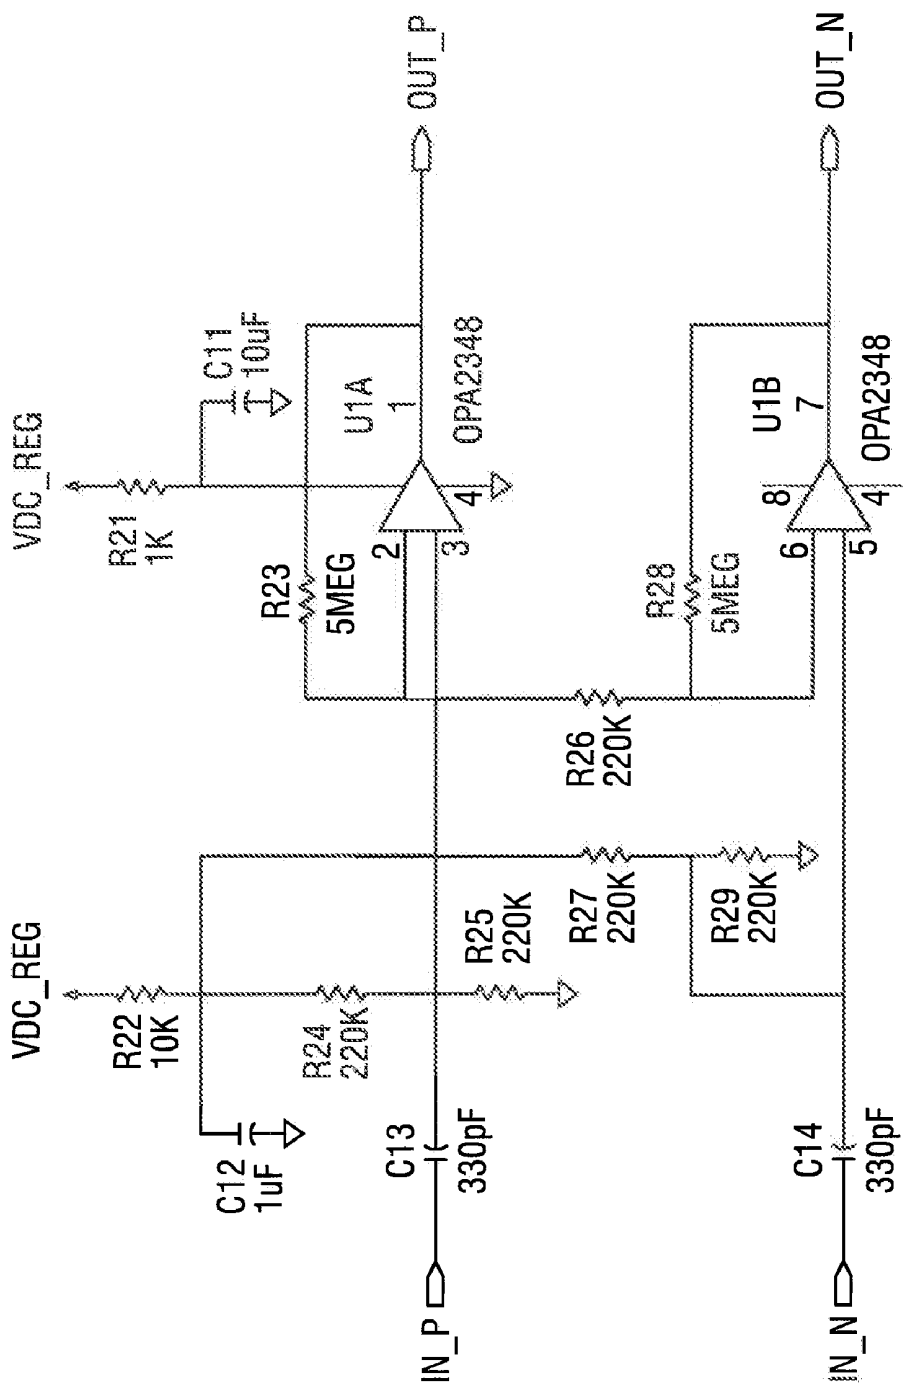 VDC_REG
VDC_REG
R22
10K
R21
1K
C12
1uF
C11
10uF
R24
220K
R23
5MEG
U1A
2
3
1
4
OPA2348
OUT_P
IN_P
C13
330pF
R25
220K
R26
220K
R27
220K
R28
5MEG
R29
220K
U1B
6
5
8
7
4
OPA2348
OUT_N
IN_N
C14
330pF